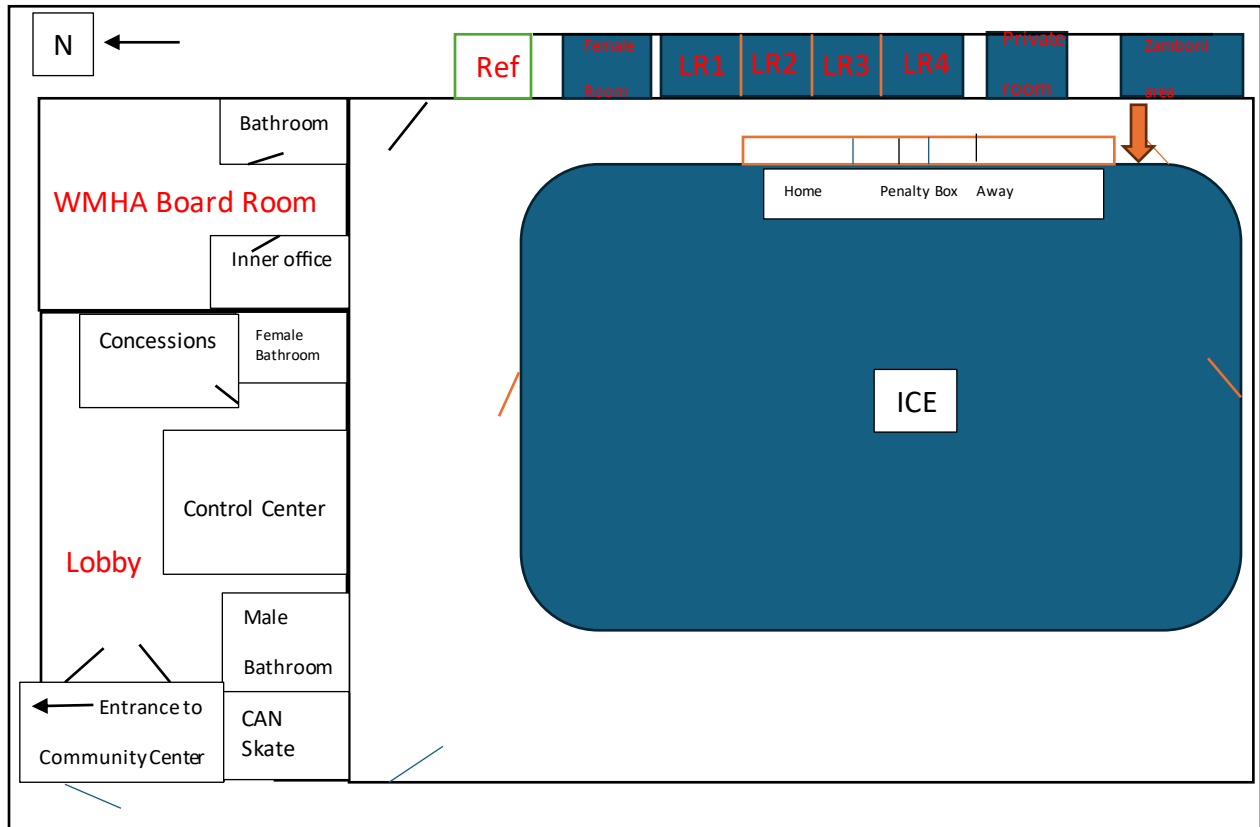 N
Ref
Female
Room
LR1
LR2
LR3
LR4
Private
room
Zamboni
area
Bathroom
WMHA Board Room
Inner office
Home
Penalty Box
Away
Concessions
Female
Bathroom
ICE
Control Center
Lobby
Male
Bathroom
Entrance to
Community Center
CAN
Skate